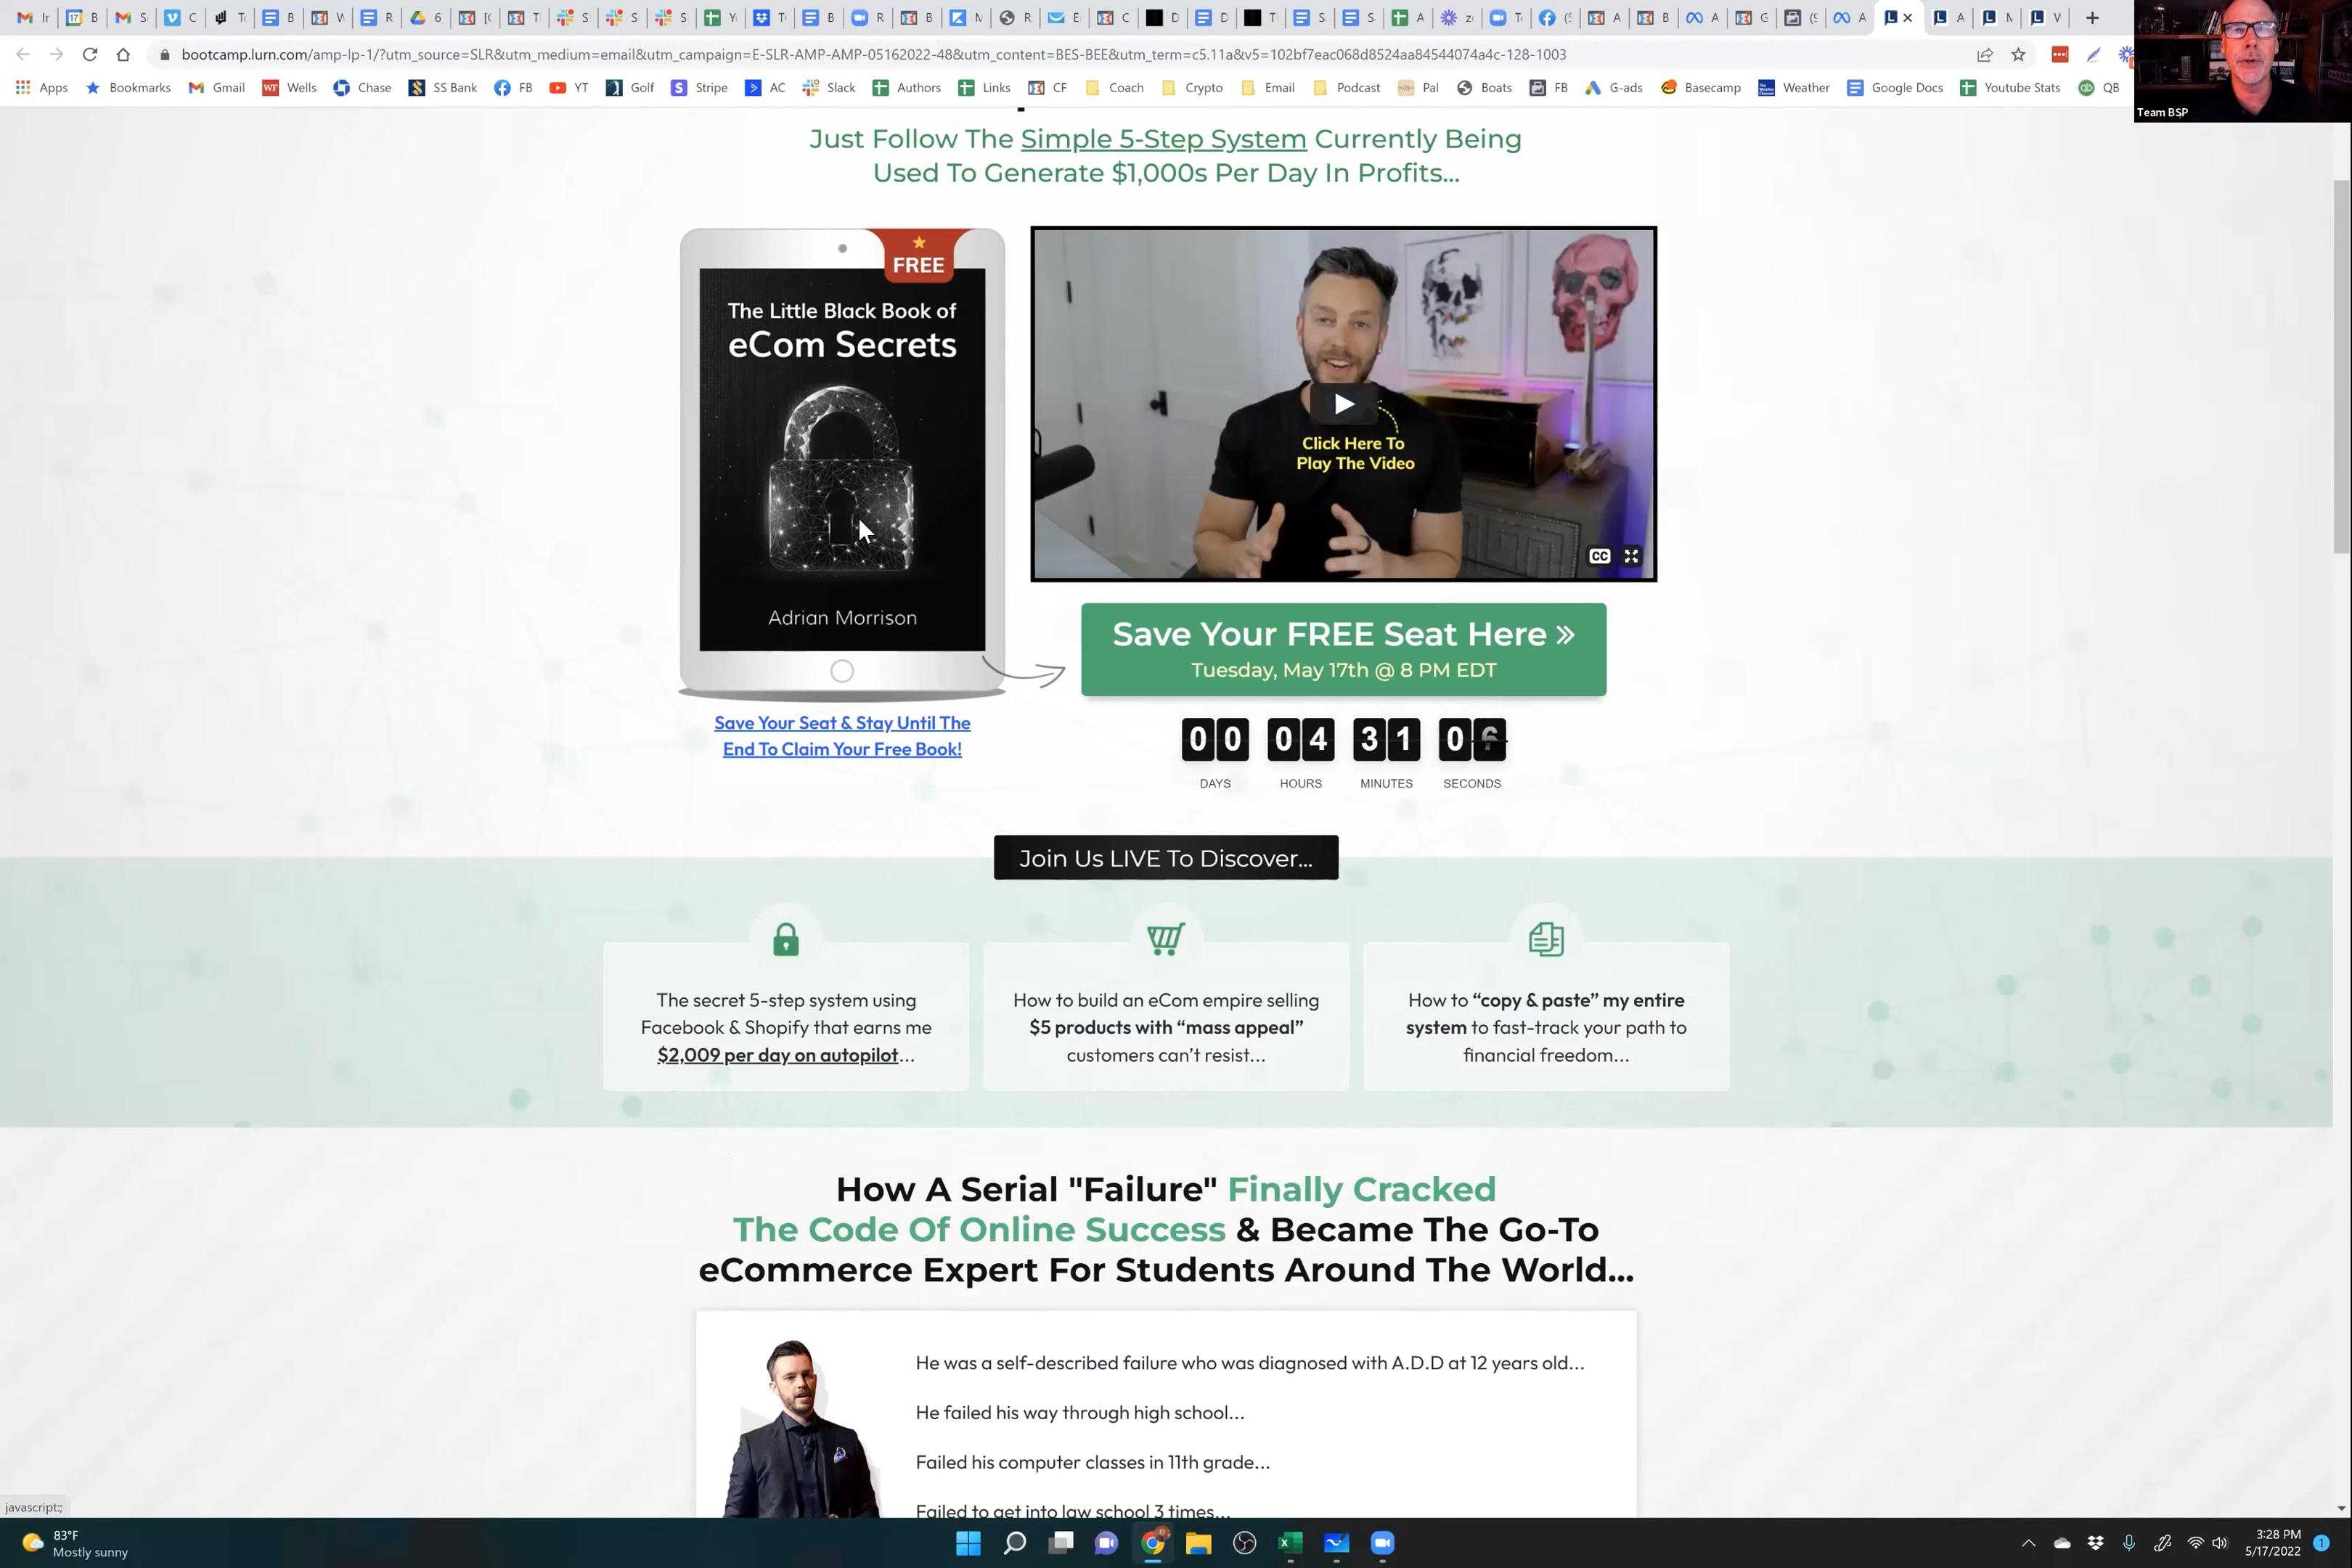 bootcamp.lurn.com/amp-lp-1/?utm_source=SLR&utm_medium=email&utm_campaign=E-SLR-AMP-AMP-05162022-48&utm_content=BES-BEE&utm_term=c5.11a&v5=102bf7eac068d8524aa84544074a4c-128-1003
Apps Bookmarks Gmail Wells Chase SS Bank FB YT Golf Stripe AC Slack Authors Links CF Coach Crypto Email Podcast Pal Boats FB G-ads Basecamp Weather Google Docs Youtube Stats QB
Team BSP
Just Follow The Simple 5-Step System Currently Being
Used To Generate $1,000s Per Day In Profits...
FREE
The Little Black Book of
eCom Secrets
Adrian Morrison
Save Your Seat & Stay Until The
End To Claim Your Free Book!
Click Here To
Play The Video
CC
Save Your FREE Seat Here »
Tuesday, May 17th @ 8 PM EDT
00 04 31 0
DAYS HOURS MINUTES SECONDS
Join Us LIVE To Discover...
The secret 5-step system using
Facebook & Shopify that earns me
$2,009 per day on autopilot...
How to build an eCom empire selling
$5 products with “mass appeal”
customers can’t resist...
How to “copy & paste” my entire
system to fast-track your path to
financial freedom...
How A Serial "Failure" Finally Cracked
The Code Of Online Success & Became The Go-To
eCommerce Expert For Students Around The World...
He was a self-described failure who was diagnosed with A.D.D at 12 years old...
He failed his way through high school...
Failed his computer classes in 11th grade...
Failed to get into law school 3 times...
javascript:;
83°F
Mostly sunny
3:28 PM
5/17/2022
1